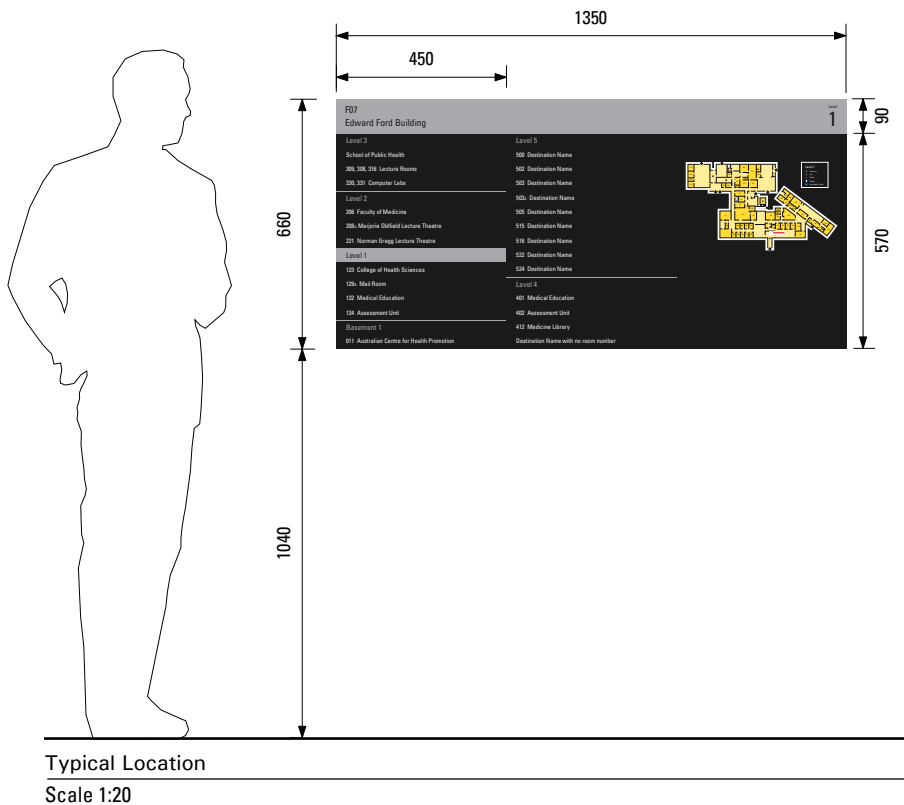 1350
450
F07
Edward Ford Building
Level
1
90
660
570
1040
Level 3
School of Public Health
309, 308, 316 Lecture Rooms
330, 331 Computer Labs
Level 2
206 Faculty of Medicine
208A Marjorie Oldfield Lecture Theatre
221 Norman Gregg Lecture Theatre
Level 1
123 College of Health Sciences
129B Mail Room
132 Medical Education
134 Assessment Unit
Basement 1
011 Australian Centre for Health Promotion
Level 5
500 Destination Name
502 Destination Name
503 Destination Name
503A Destination Name
505 Destination Name
515 Destination Name
516 Destination Name
522 Destination Name
524 Destination Name
Level 4
401 Medical Education
402 Assessment Unit
412 Medicine Library
Destination Name with no room number
Typical Location
Scale 1:20